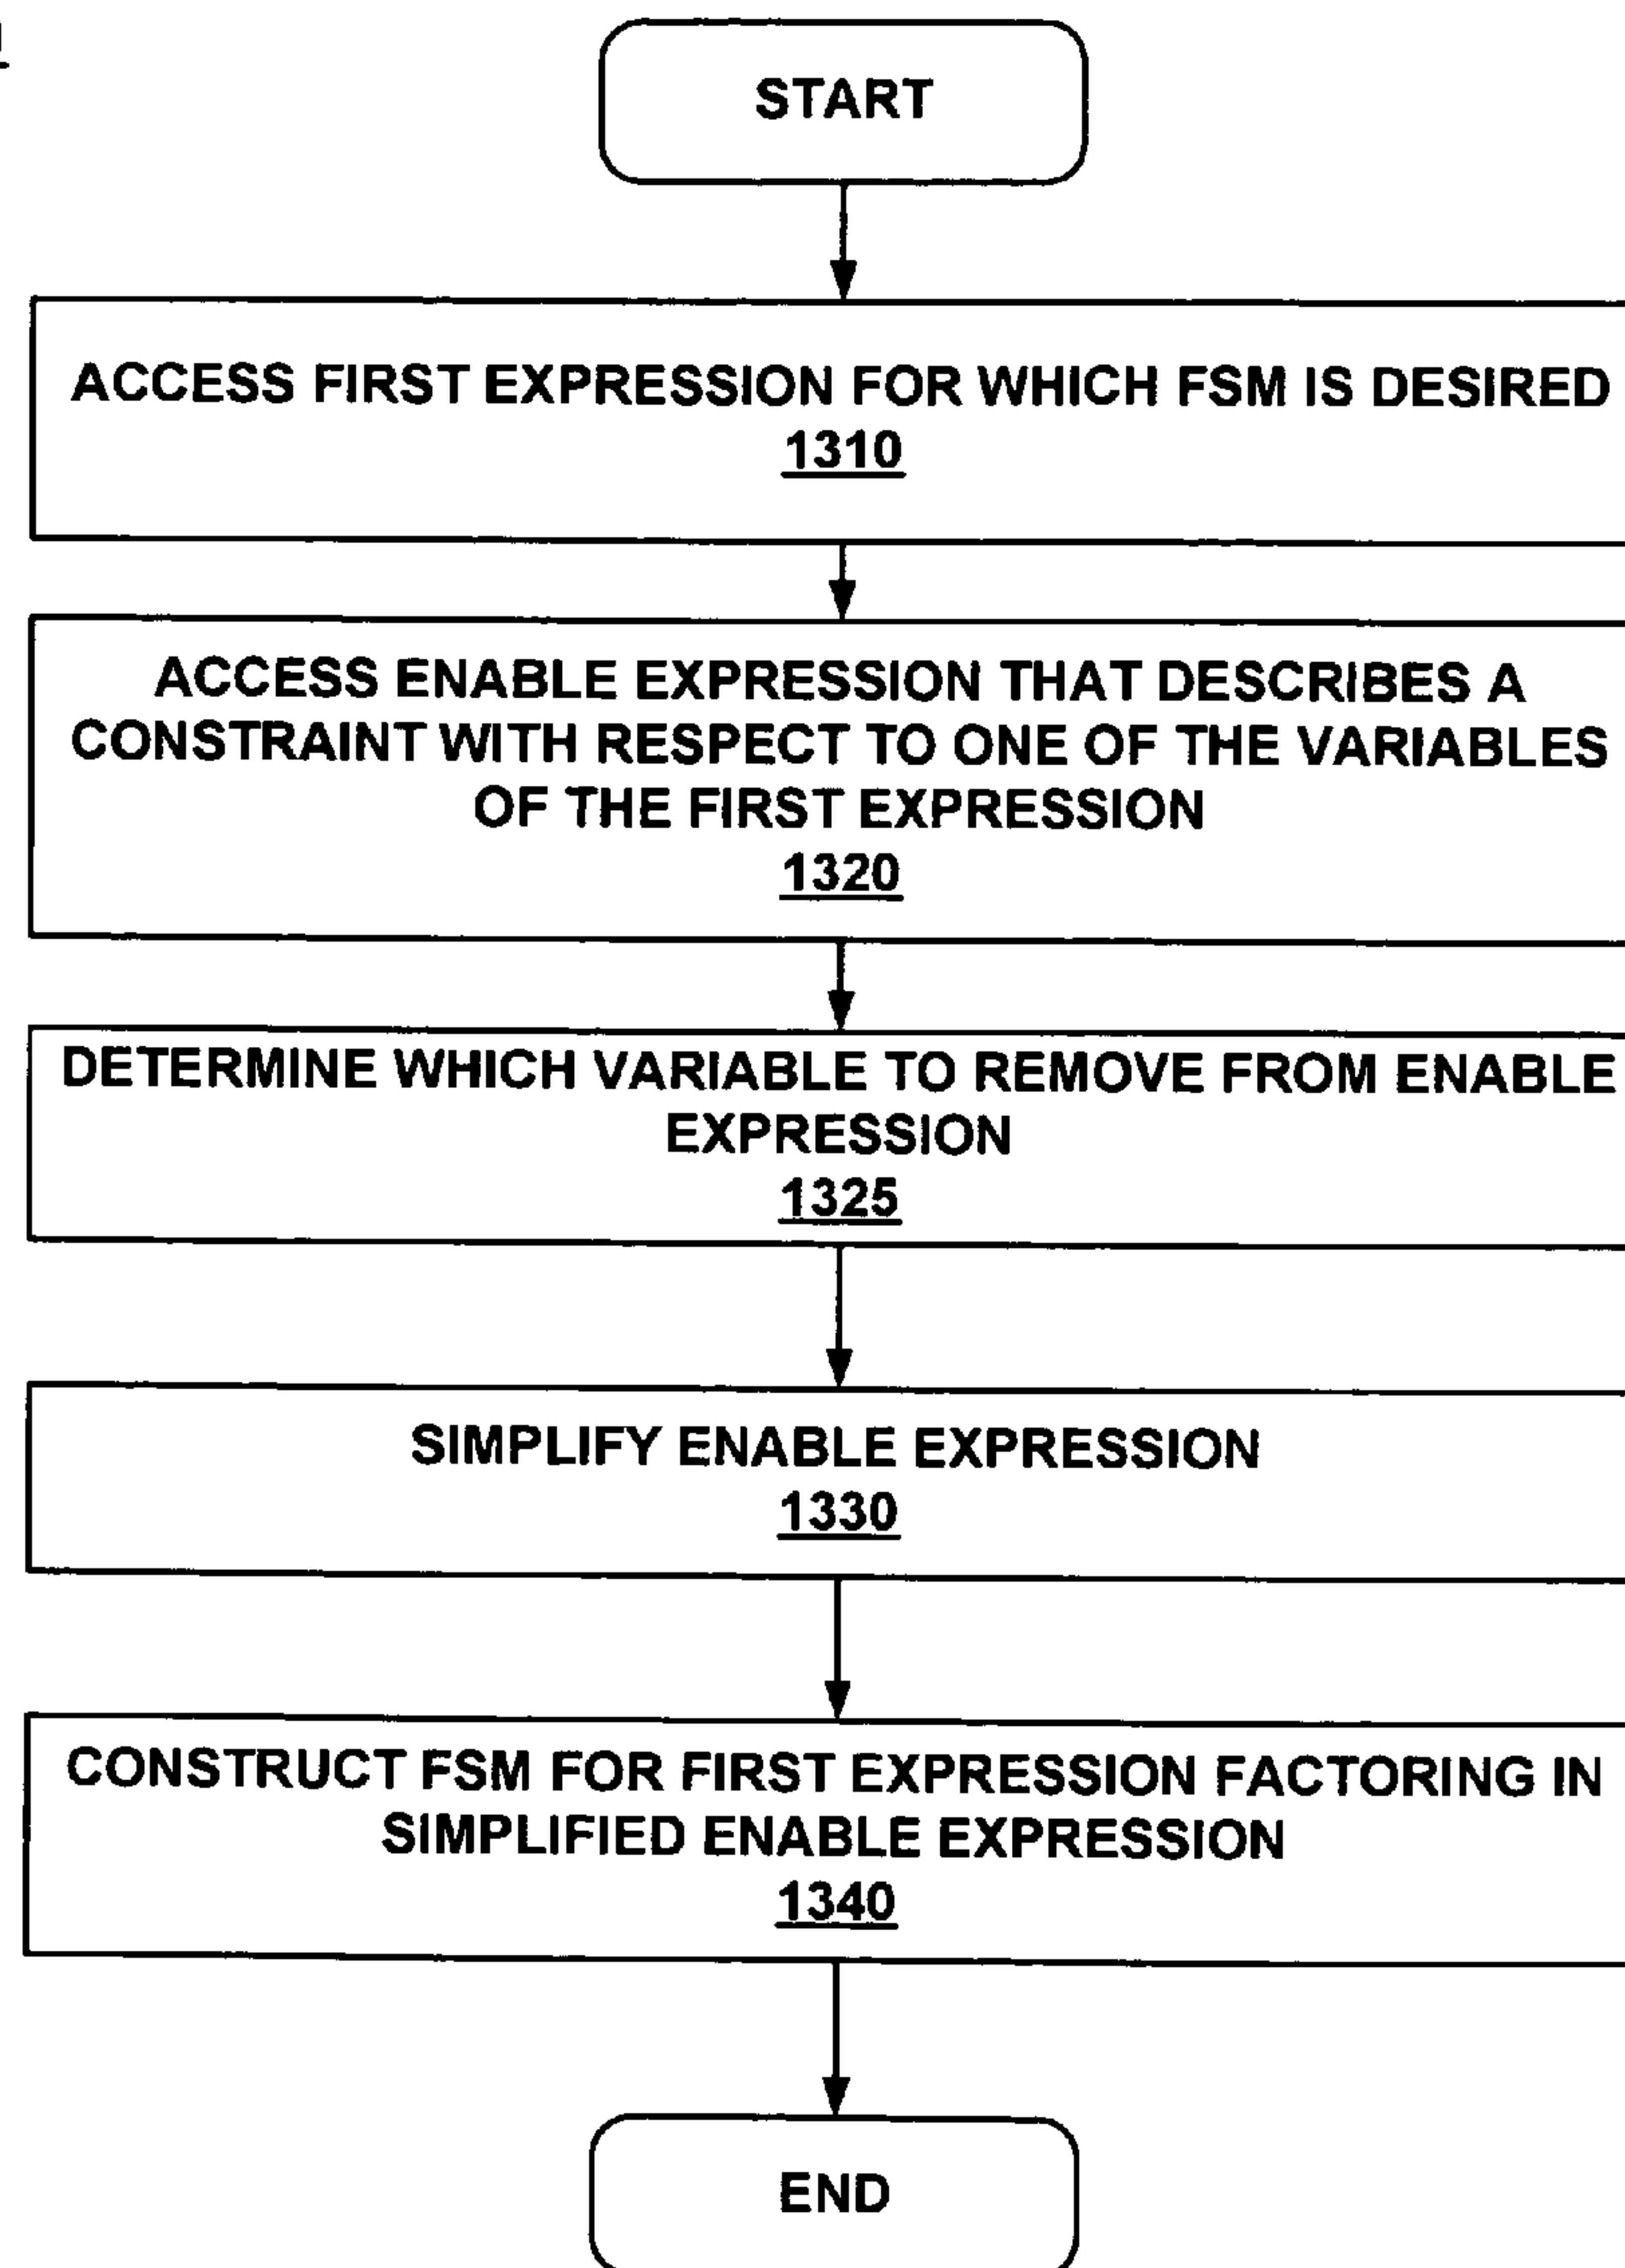 START
ACCESS FIRST EXPRESSION FOR WHICH FSM IS DESIRED
1310
ACCESS ENABLE EXPRESSION THAT DESCRIBES A
CONSTRAINT WITH RESPECT TO ONE OF THE VARIABLES
OF THE FIRST EXPRESSION
1320
DETERMINE WHICH VARIABLE TO REMOVE FROM ENABLE
EXPRESSION
1325
SIMPLIFY ENABLE EXPRESSION
1330
CONSTRUCT FSM FOR FIRST EXPRESSION FACTORING IN
SIMPLIFIED ENABLE EXPRESSION
1340
END